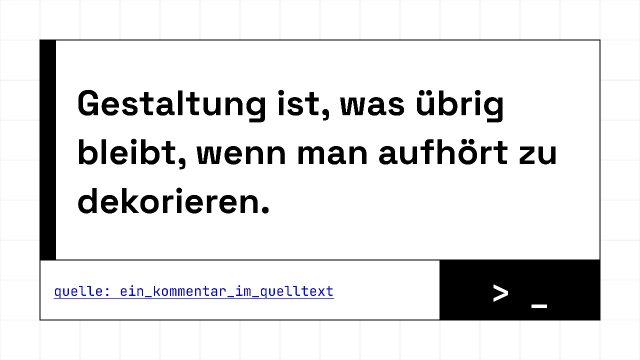 Gestaltung ist, was übrig
bleibt, wenn man aufhört zu
dekorieren.
quelle: ein_kommentar_im_quelltext
> _